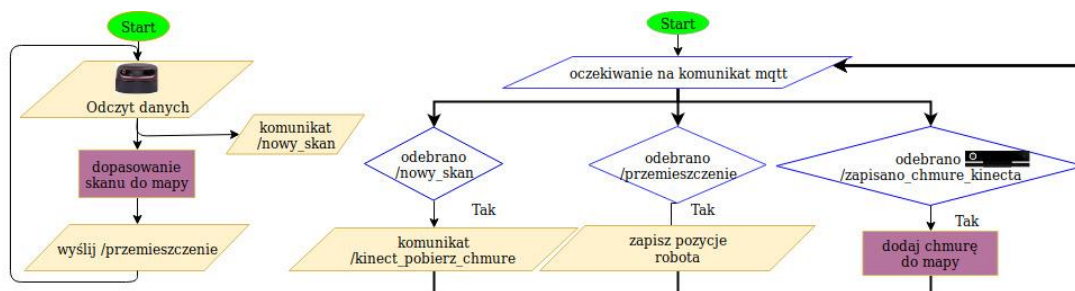 Start
Odczyt danych
komunikat
/nowy_skan
dopasowanie
skanu do mapy
wyślij /przemieszczenie
Start
oczekiwanie na komunikat mqtt
odebrano
/nowy_skan
Tak
komunikat
/kinect_pobierz_chmure
odebrano
/przemieszczenie
Tak
zapisz pozycje
robota
odebrano
/zapisano_chmure_kinecta
Tak
dodaj chmurę
do mapy